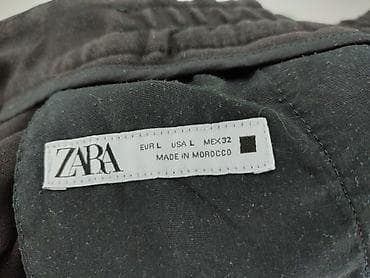 ZARA
EUR L USA L MEX 32
MADE IN MOROCCO